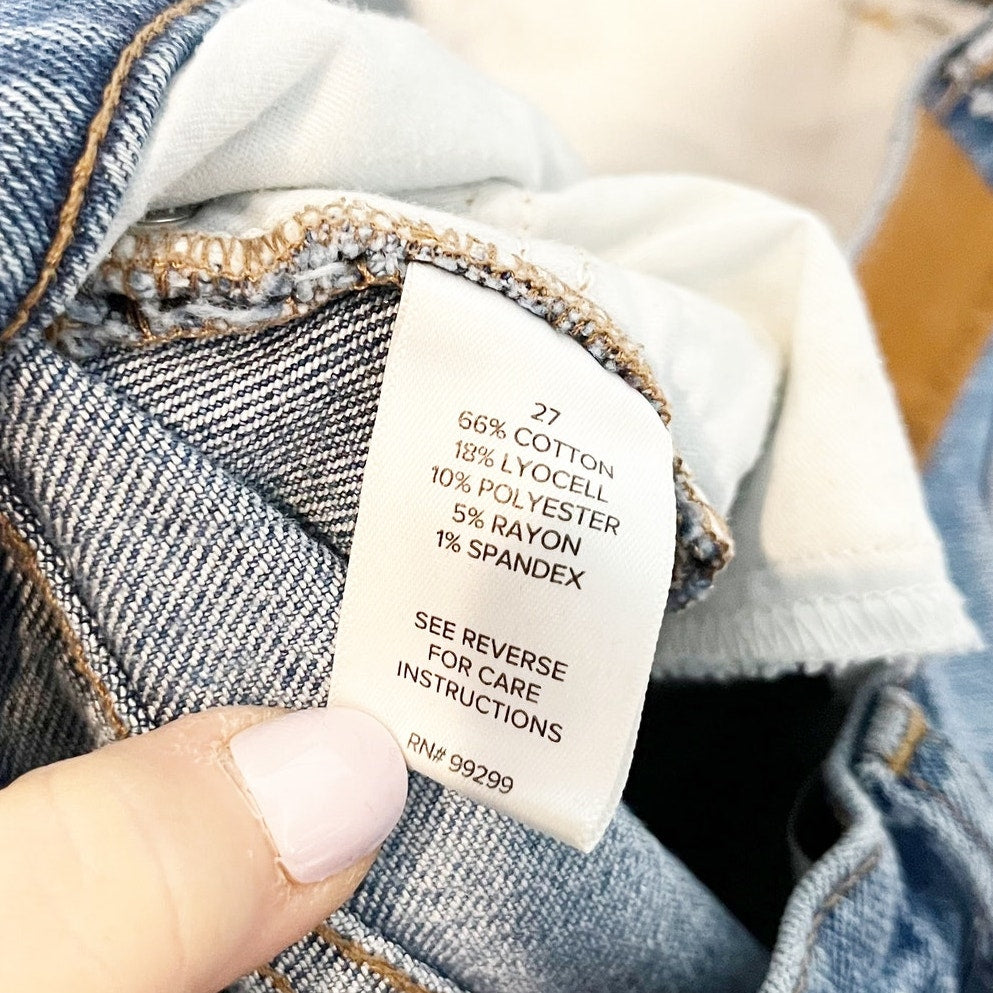 27
66% COTTON
18% LYOCELL
10% POLYESTER
5% RAYON
1% SPANDEX
SEE REVERSE
FOR CARE
INSTRUCTIONS
RN# 99299